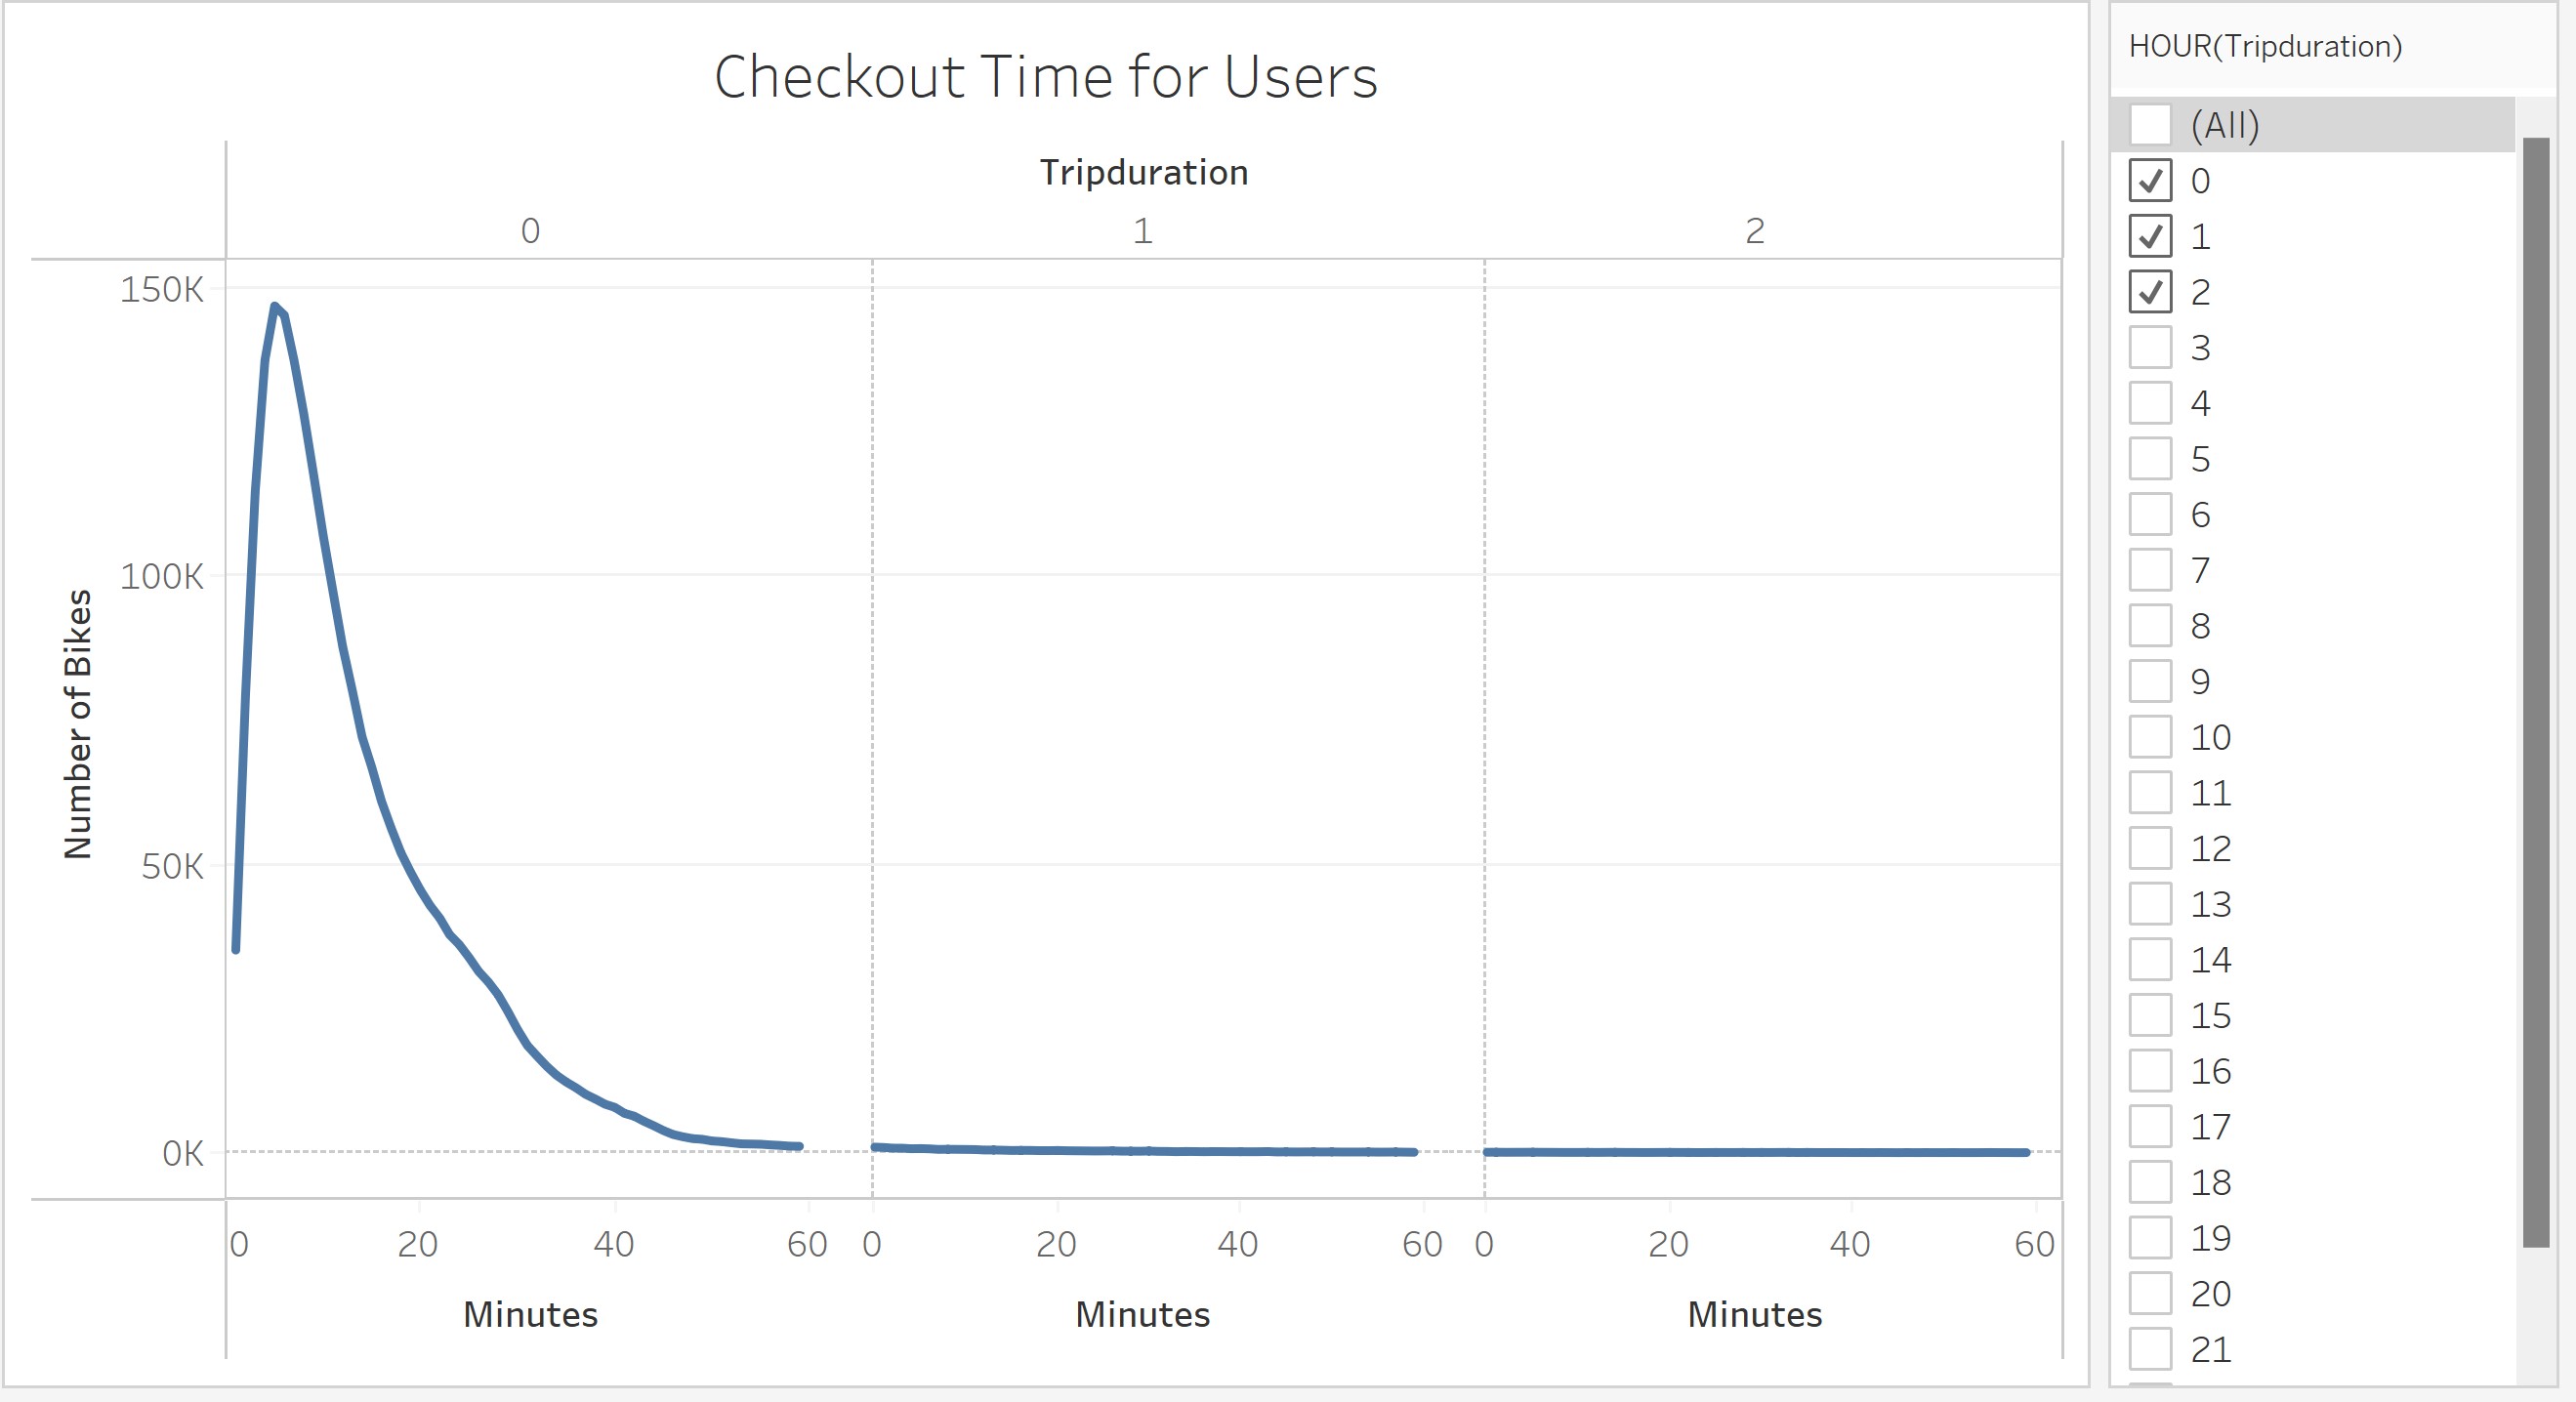 Checkout Time for Users
Tripduration
0 1 2
150K
100K
50K
0K
Number of Bikes
0 20 40 60 0 20 40 60 0 20 40 60
Minutes Minutes Minutes
HOUR(Tripduration)
(All)
0
1
2
3
4
5
6
7
8
9
10
11
12
13
14
15
16
17
18
19
20
21